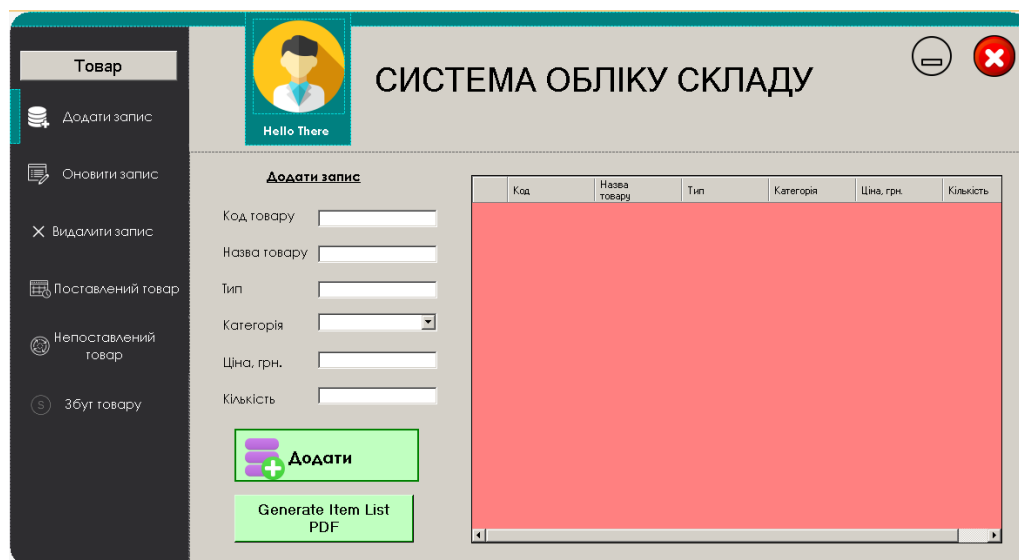 Товар
Додати запис
Оновити запис
Видалити запис
Поставлений товар
Непоставлений
товар
S
Збут товару
Hello There
СИСТЕМА ОБЛІКУ СКЛАДУ
Додати запис
Код товару
Назва товару
Тип
Категорія
Ціна, грн.
Кількість
Додати
Generate Item List
PDF
Код
Назва
товару
Тип
Категорія
Ціна, грн.
Кількість